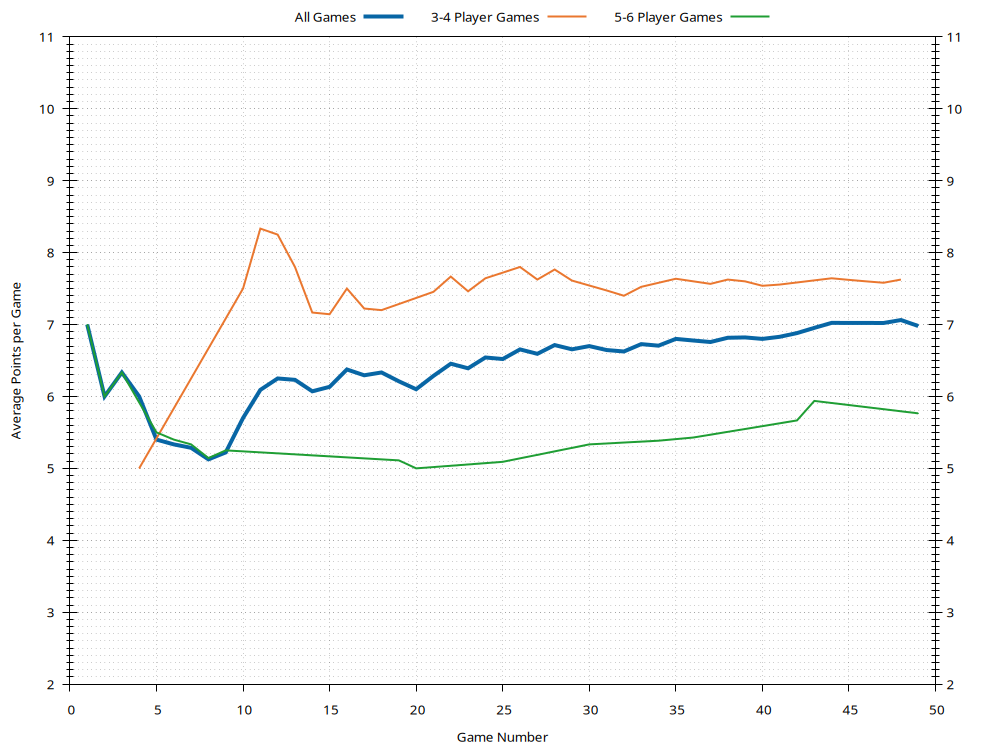 All Games 3-4 Player Games 5-6 Player Games
11 11
10 10
9 9
8 8
7 7
6 6
5 5
4 4
3 3
2 2
Average Points per Game
0 5 10 15 20 25 30 35 40 45 50
Game Number